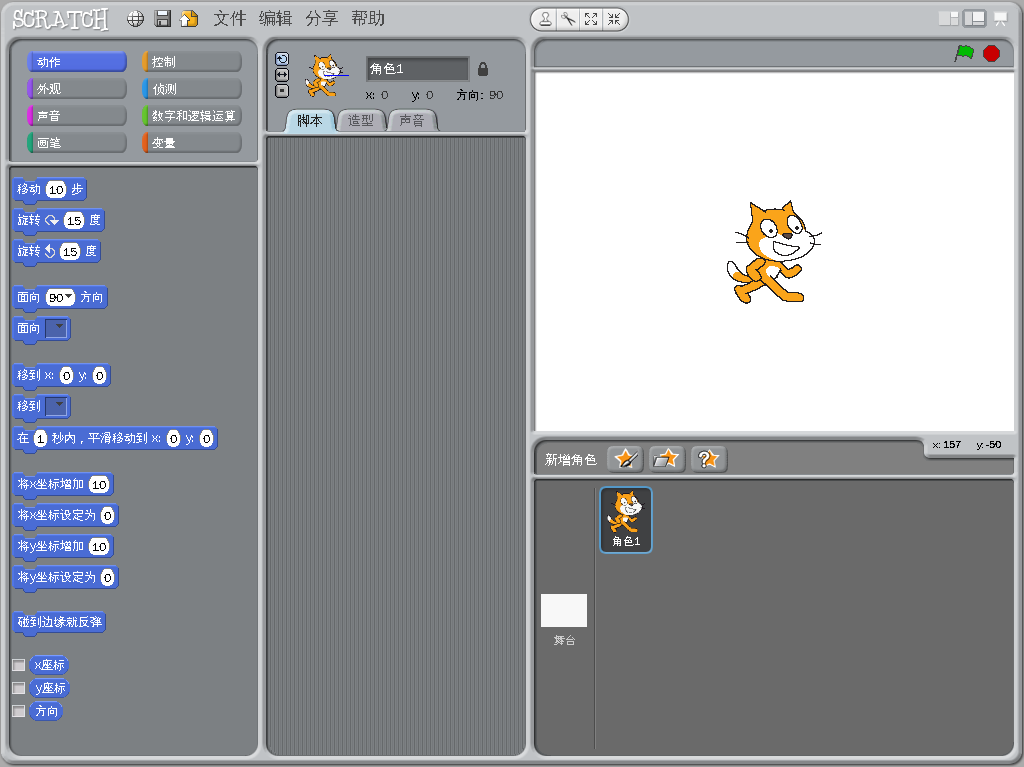 SCRATCH 文件 编辑 分享 帮助
动作 控制
外观 侦测
声音 数字和逻辑运算
画笔 变量
移动 10 步
旋转 15 度
旋转 15 度
面向 90 方向
面向
移到 x: 0 y: 0
移到
在 1 秒内，平滑移动到 x: 0 y: 0
将x坐标增加 10
将x坐标设定为 0
将y坐标增加 10
将y坐标设定为 0
碰到边缘就反弹
x座标
y座标
方向
角色1
x: 0 y: 0 方向: 90
脚本 造型 声音
x: 157 y: -50
新增角色
角色1
舞台